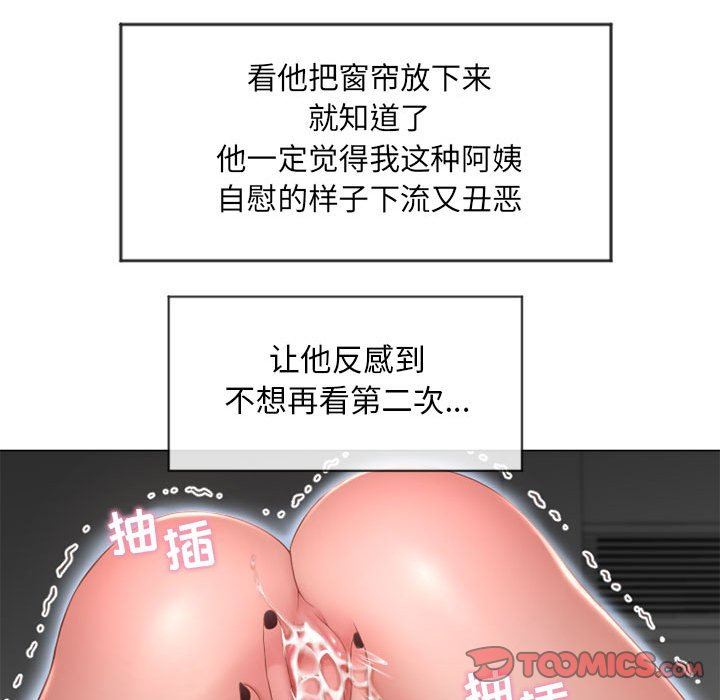 看他把窗帘放下来
就知道了
他一定觉得我这种阿姨
自慰的样子下流又丑恶
让他反感到
不想再看第二次...
抽插
抽插
TOOMICS.COM